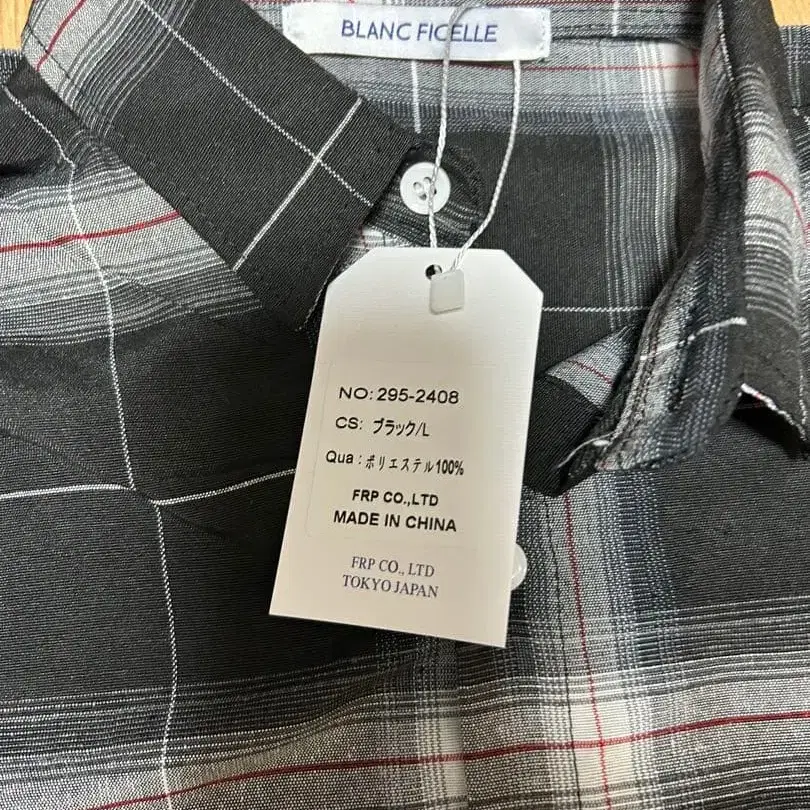 BLANC FICELLE
NO: 295-2408
CS: ブラック/L
Qua : ポリエステル100%
FRP CO.,LTD
MADE IN CHINA
FRP CO., LTD
TOKYO JAPAN